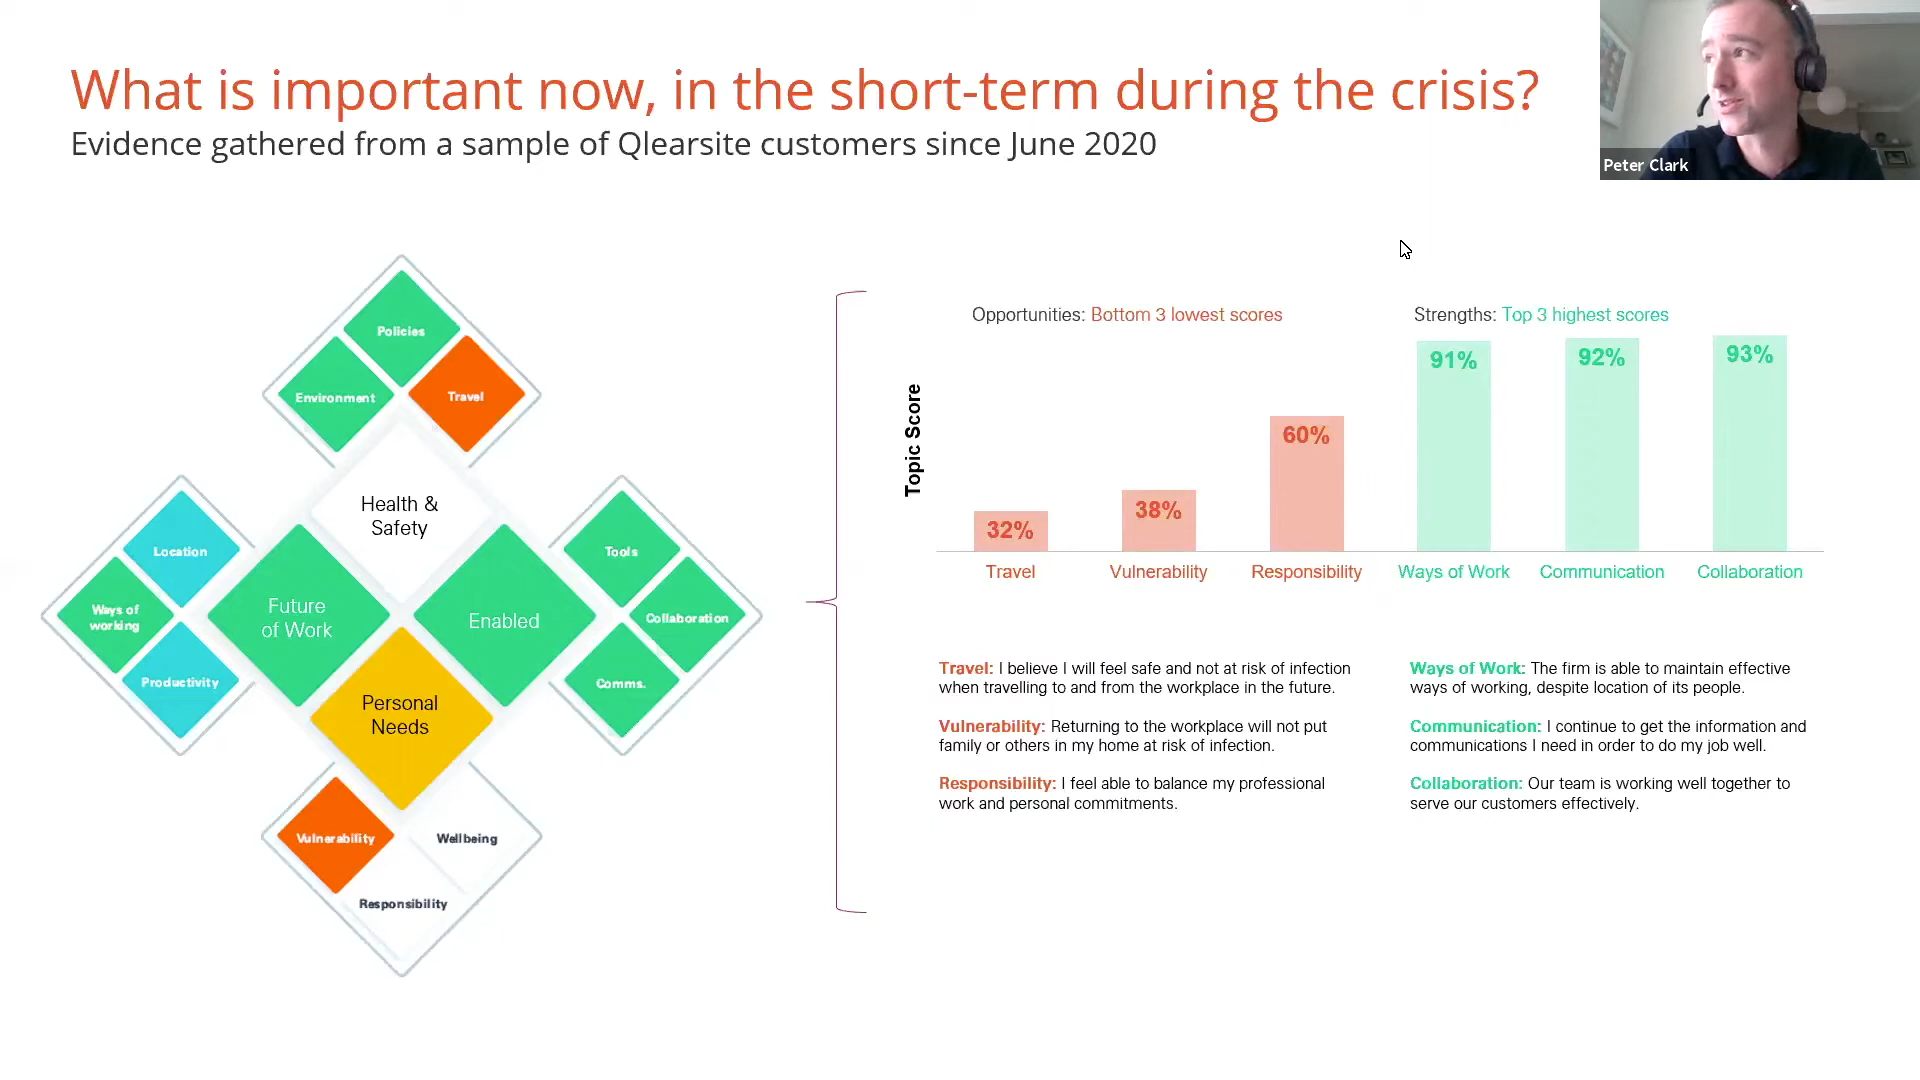 What is important now, in the short-term during the crisis?
Evidence gathered from a sample of Qlearsite customers since June 2020
Peter Clark
Policies
Environment
Travel
Health &
Safety
Location
Ways of
working
Productivity
Future
of Work
Enabled
Tools
Collaboration
Comms.
Personal
Needs
Vulnerability
Wellbeing
Responsibility
Opportunities: Bottom 3 lowest scores
Strengths: Top 3 highest scores
Topic Score
32%
38%
60%
91%
92%
93%
Travel
Vulnerability
Responsibility
Ways of Work
Communication
Collaboration
Travel: I believe I will feel safe and not at risk of infection
when travelling to and from the workplace in the future.
Vulnerability: Returning to the workplace will not put
family or others in my home at risk of infection.
Responsibility: I feel able to balance my professional
work and personal commitments.
Ways of Work: The firm is able to maintain effective
ways of working, despite location of its people.
Communication: I continue to get the information and
communications I need in order to do my job well.
Collaboration: Our team is working well together to
serve our customers effectively.